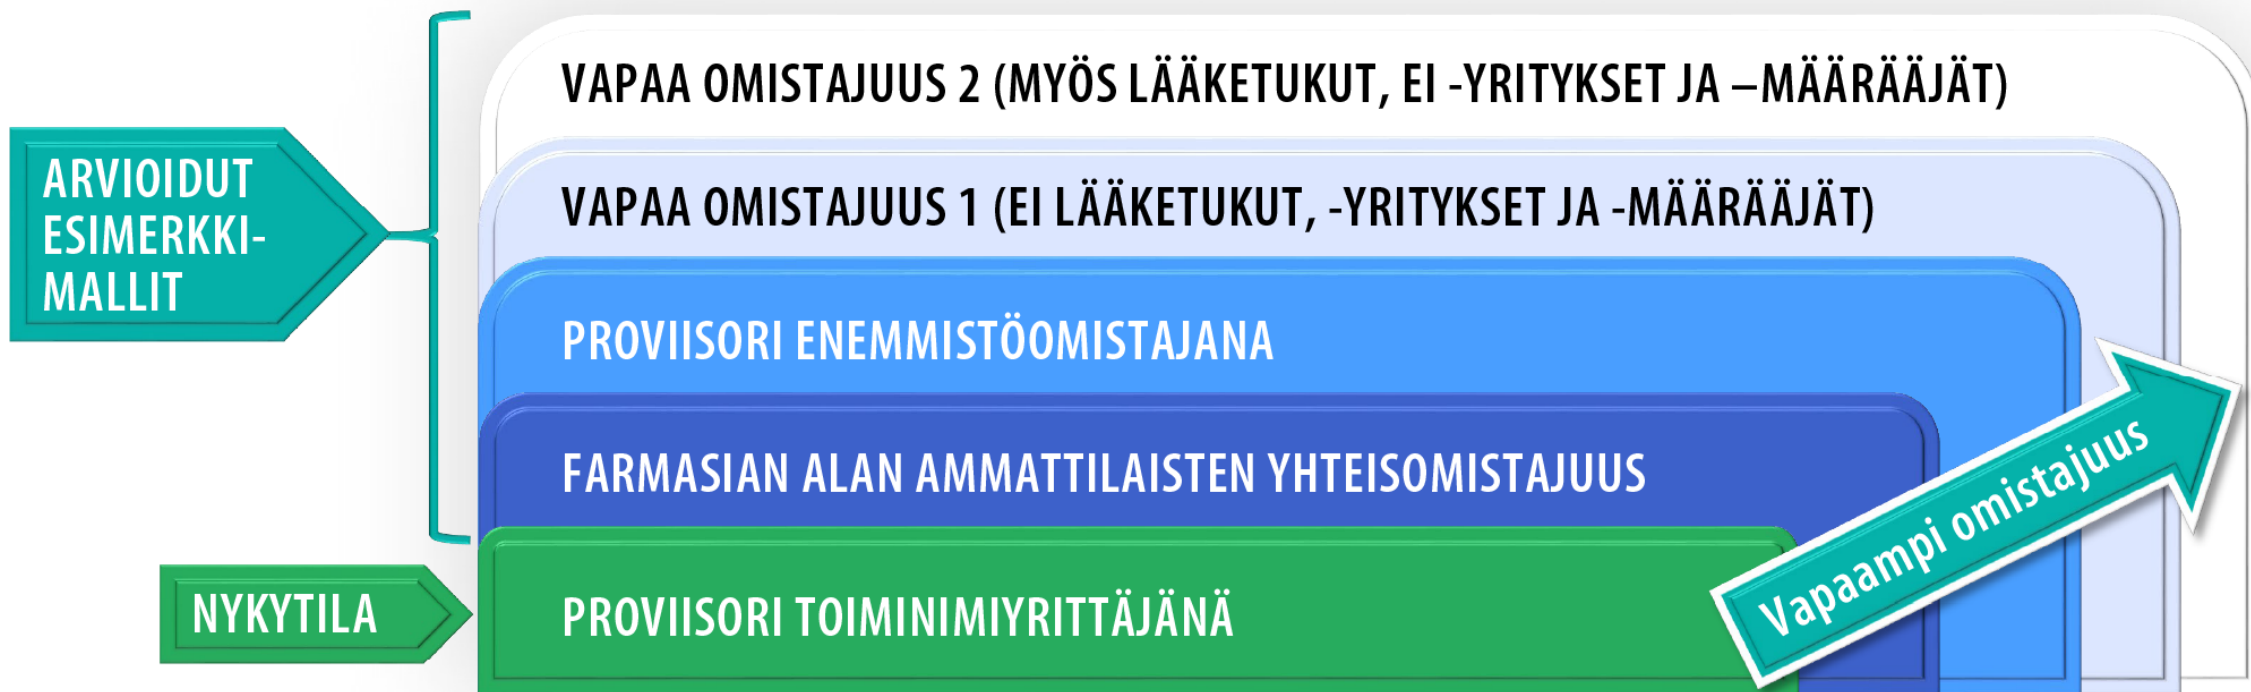 VAPAA OMISTAJUUS 2 (MYÖS LÄÄKETUKUT, EI -YRITYKSET JA –MÄÄRÄÄJÄT)
ARVIOIDUT
ESIMERKKI-
MALLIT
VAPAA OMISTAJUUS 1 (EI LÄÄKETUKUT, -YRITYKSET JA -MÄÄRÄÄJÄT)
PROVIISORI ENEMMISTÖOMISTAJANA
FARMASIAN ALAN AMMATTILAISTEN YHTEISOMISTAJUUS
Vapaampi omistajuus
NYKYTILA
PROVIISORI TOIMINIMIYRITTÄJÄNÄ